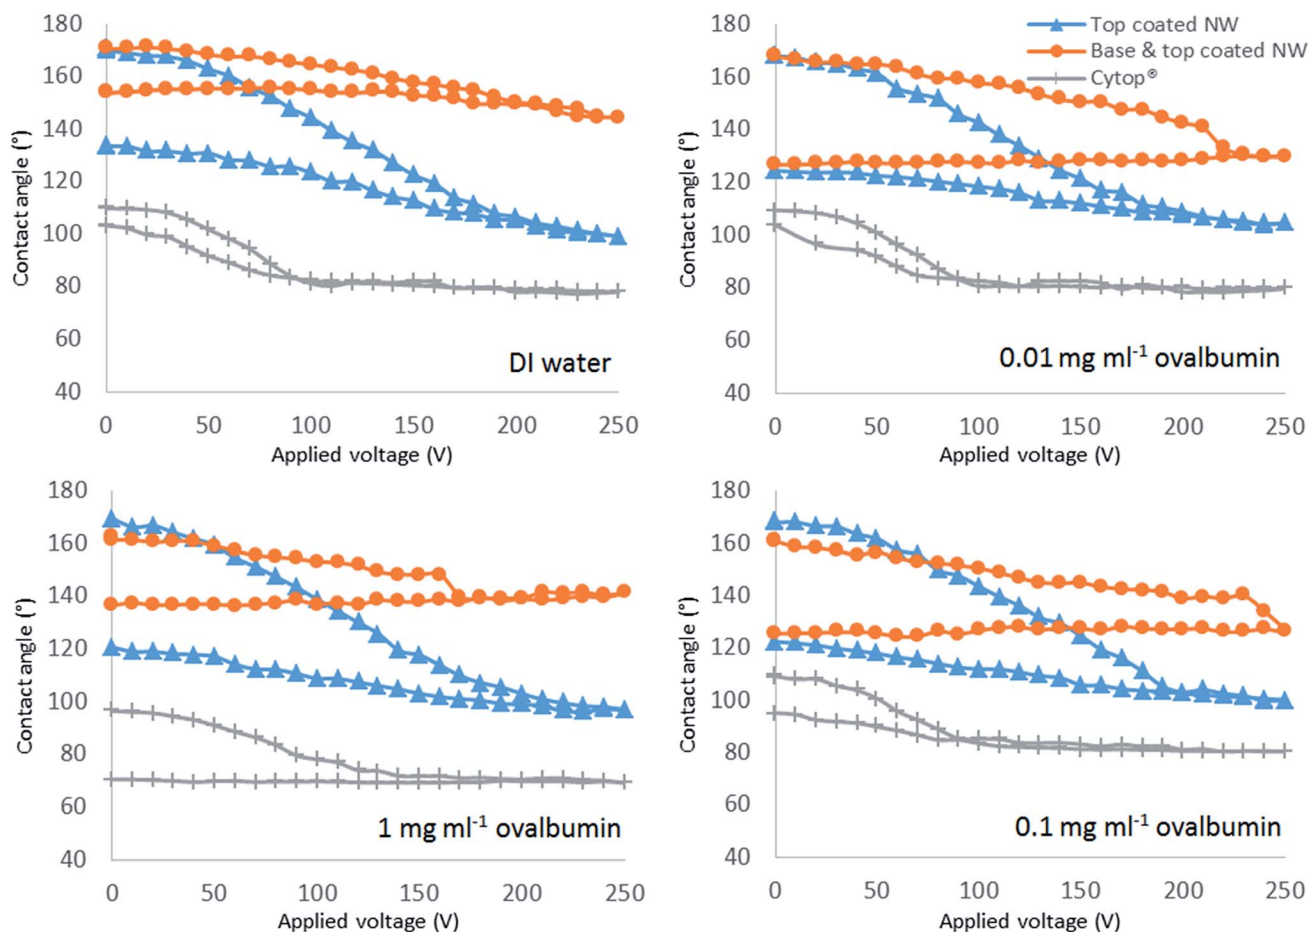 180
160
140
120
100
80
60
40
Contact angle (°)
0 50 100 150 200 250
Applied voltage (V)
DI water
180
160
140
120
100
80
60
40
Contact angle (°)
0 50 100 150 200 250
Applied voltage (V)
Top coated NW
Base & top coated NW
Cytop®
0.01 mg ml⁻¹ ovalbumin
180
160
140
120
100
80
60
40
Contact angle (°)
0 50 100 150 200 250
Applied voltage (V)
1 mg ml⁻¹ ovalbumin
180
160
140
120
100
80
60
40
Contact angle (°)
0 50 100 150 200 250
Applied voltage (V)
0.1 mg ml⁻¹ ovalbumin